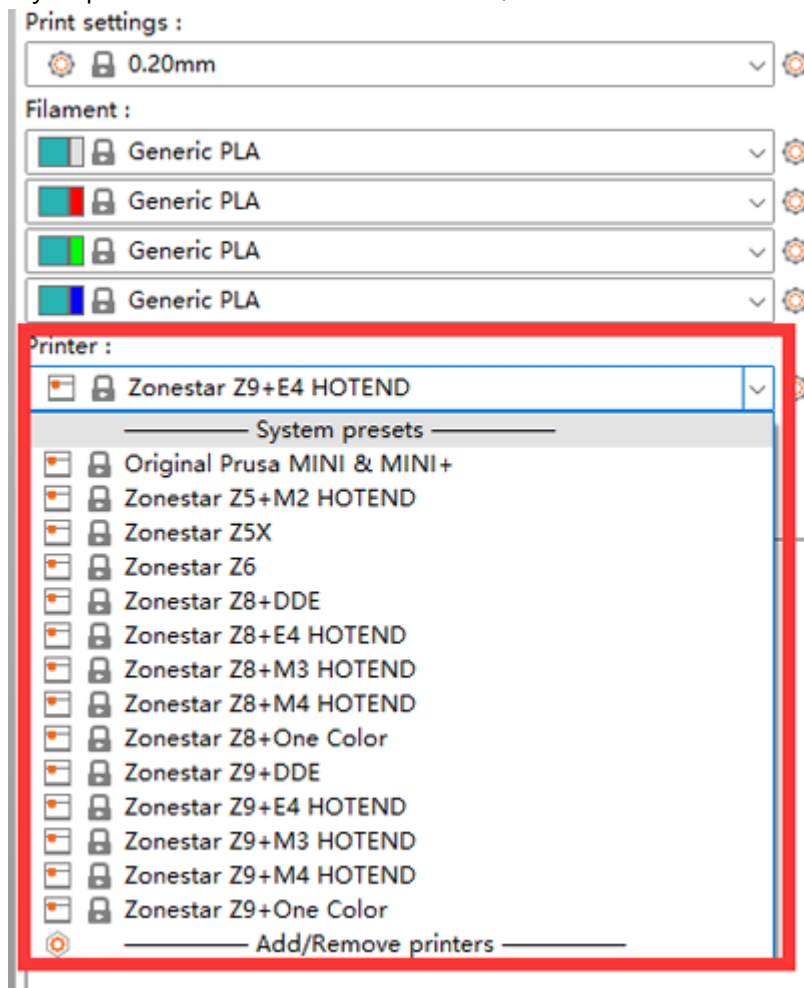 Print settings :
0.20mm
Filament :
Generic PLA
Generic PLA
Generic PLA
Generic PLA
Printer :
Zonestar Z9+E4 HOTEND
System presets
Original Prusa MINI & MINI+
Zonestar Z5+M2 HOTEND
Zonestar Z5X
Zonestar Z6
Zonestar Z8+DDE
Zonestar Z8+E4 HOTEND
Zonestar Z8+M3 HOTEND
Zonestar Z8+M4 HOTEND
Zonestar Z8+One Color
Zonestar Z9+DDE
Zonestar Z9+E4 HOTEND
Zonestar Z9+M3 HOTEND
Zonestar Z9+M4 HOTEND
Zonestar Z9+One Color
Add/Remove printers